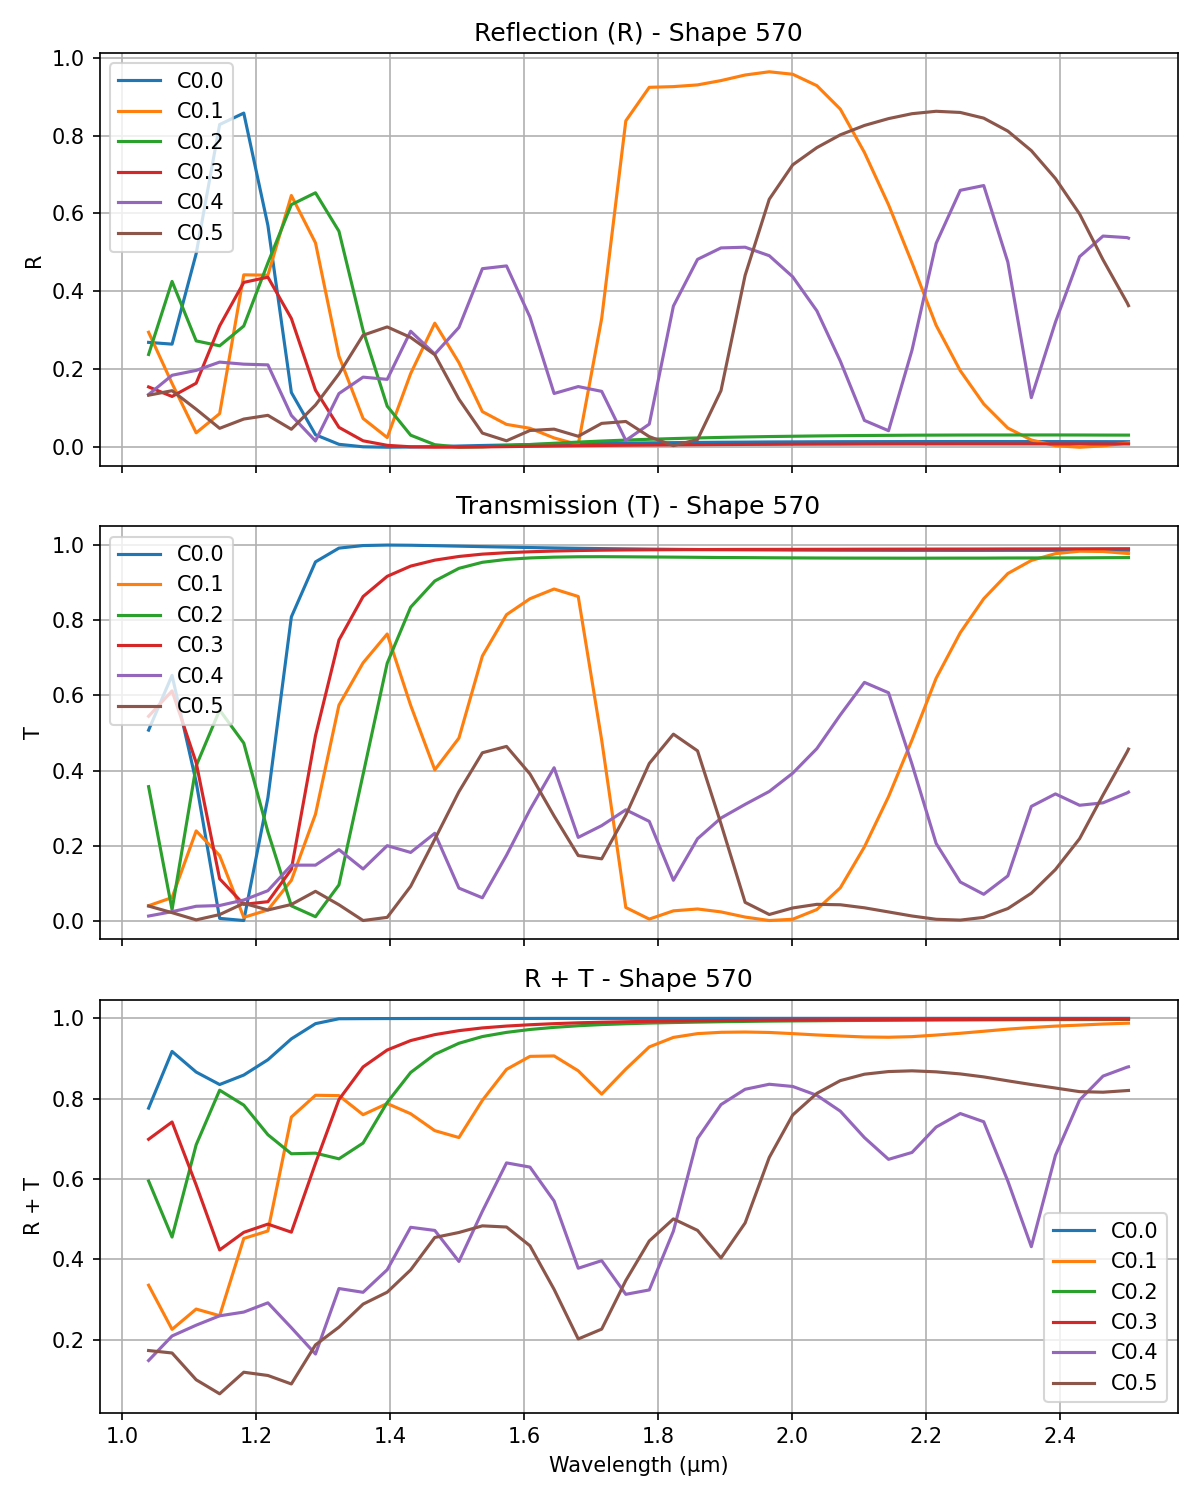 Reflection (R) - Shape 570
1.0
0.8
0.6
0.4
0.2
0.0
R
C0.0
C0.1
C0.2
C0.3
C0.4
C0.5
Transmission (T) - Shape 570
1.0
0.8
0.6
0.4
0.2
0.0
T
C0.0
C0.1
C0.2
C0.3
C0.4
C0.5
R + T - Shape 570
1.0
0.8
0.6
0.4
0.2
R + T
C0.0
C0.1
C0.2
C0.3
C0.4
C0.5
1.0 1.2 1.4 1.6 1.8 2.0 2.2 2.4
Wavelength (μm)